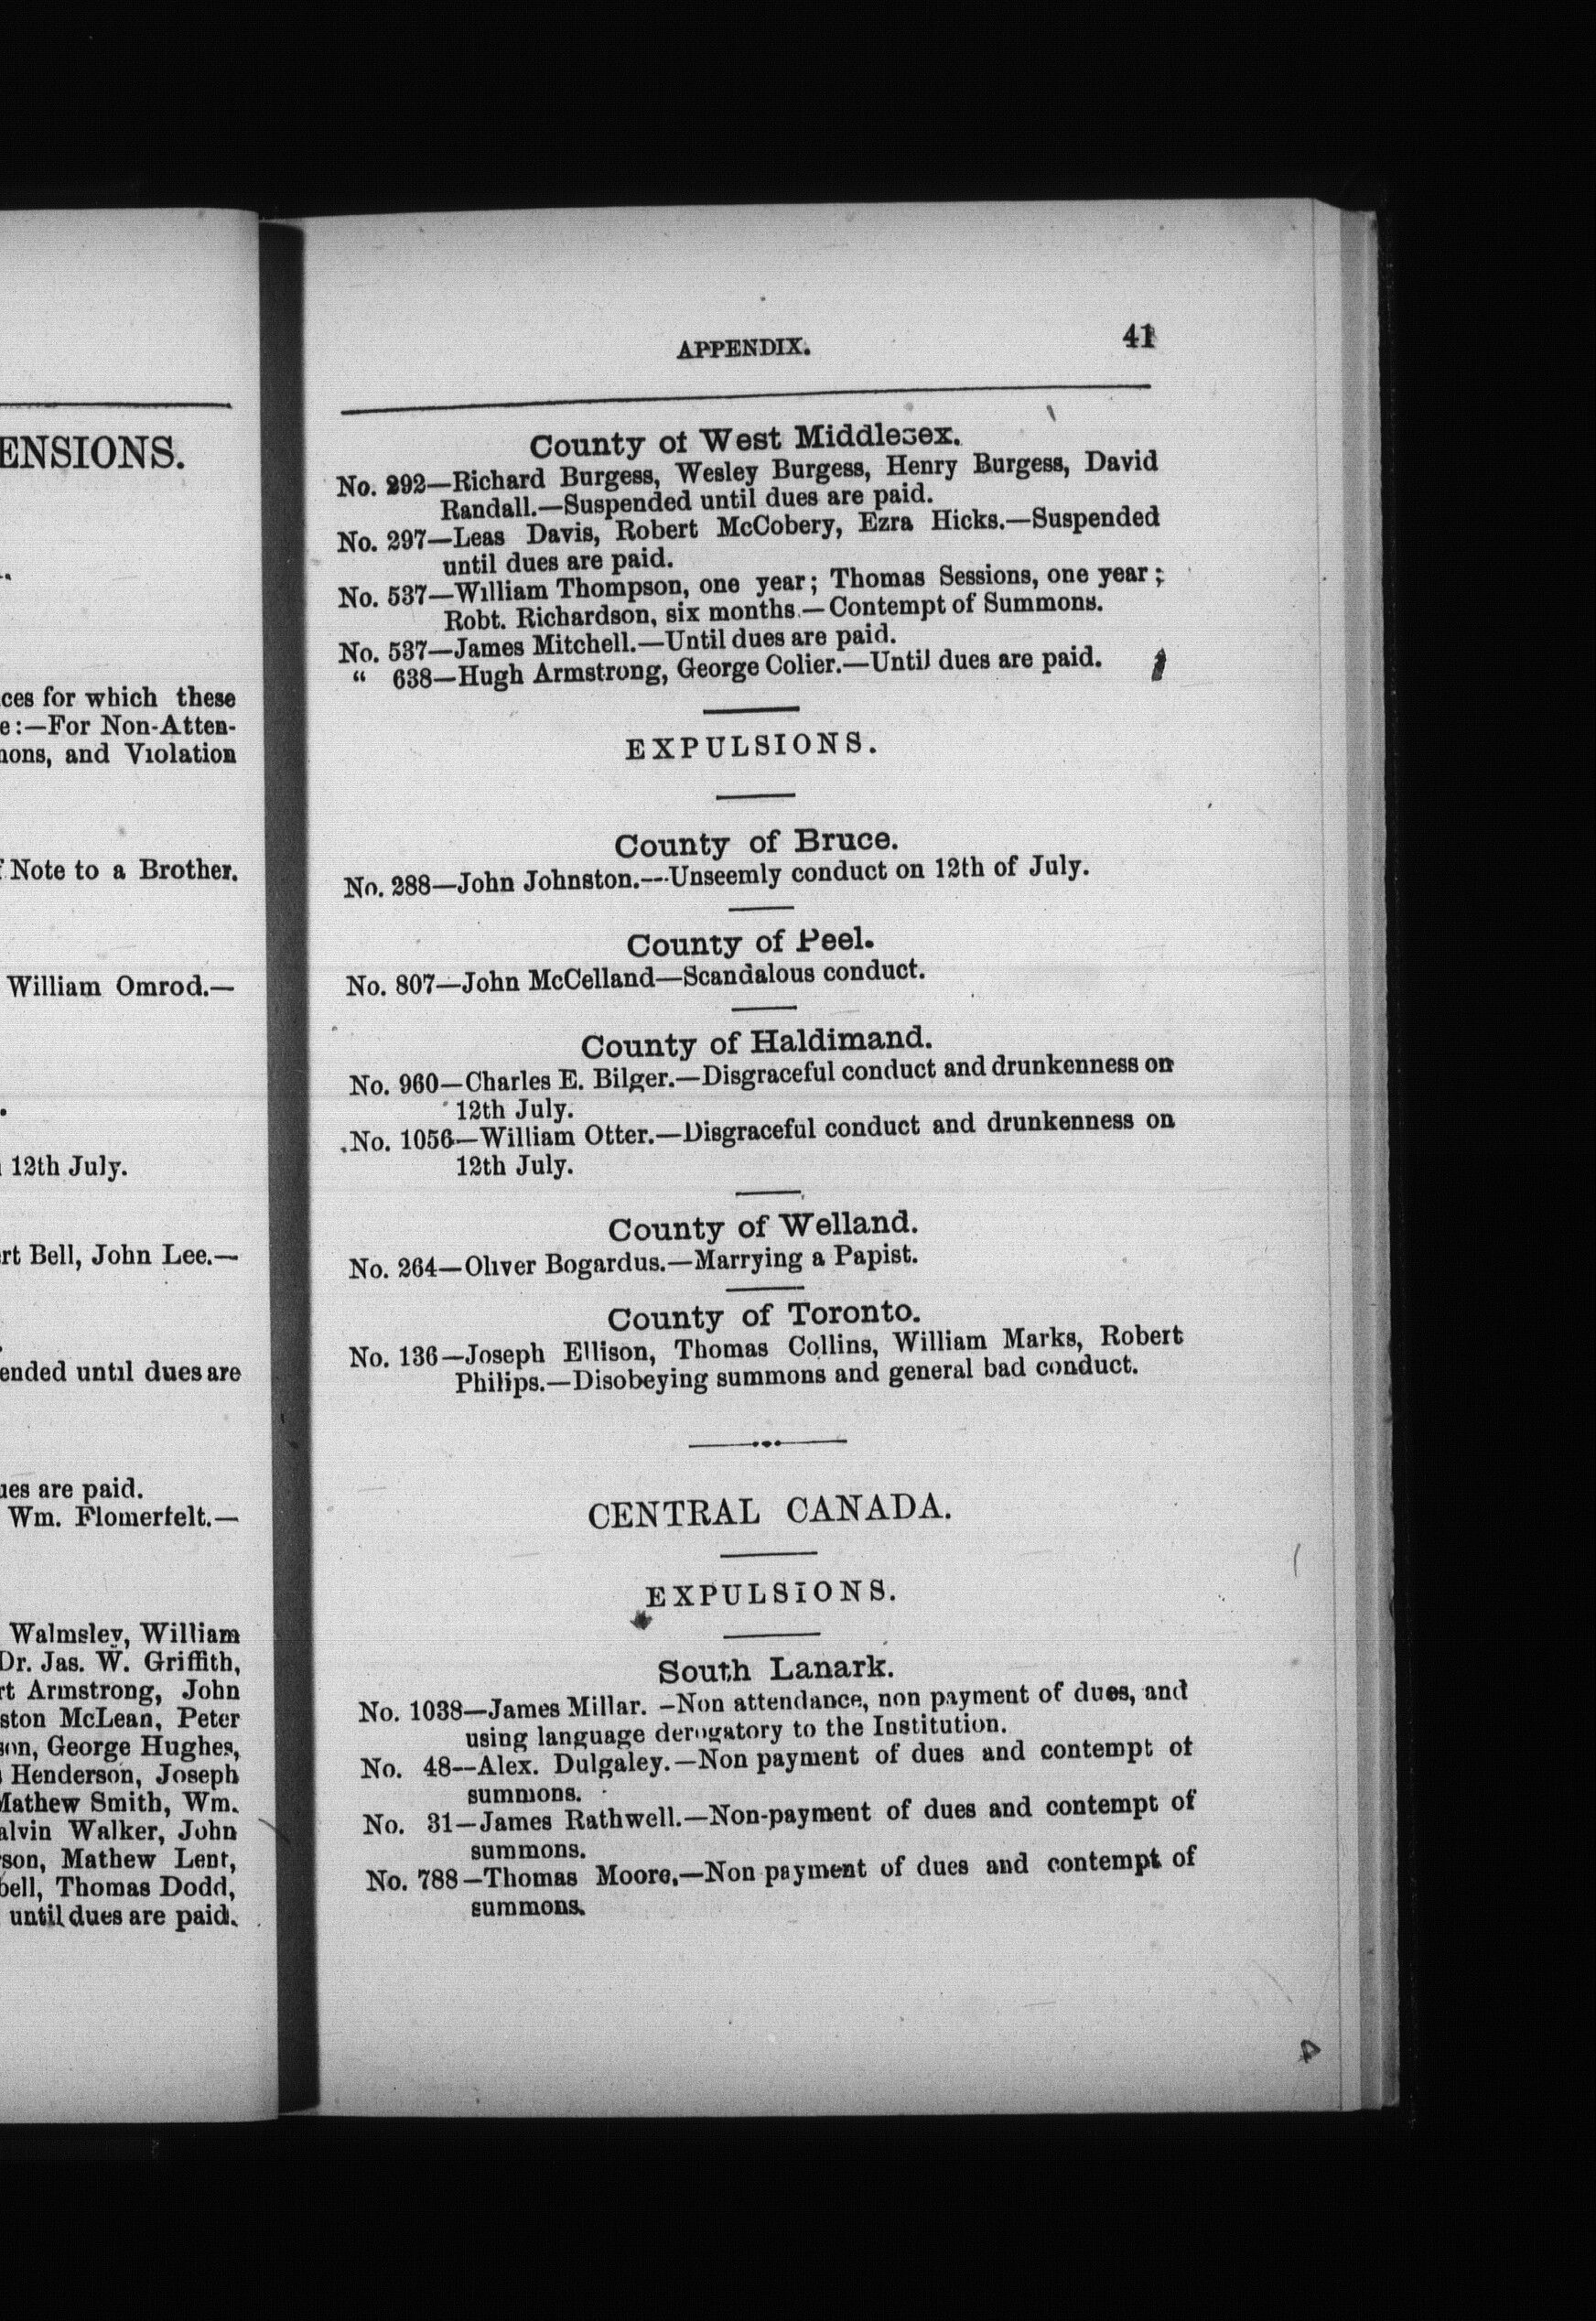 ENSIONS.
ces for which these
e:—For Non-Atten-
mons, and Violation
f Note to a Brother.
William Omrod.—
12th July.
rt Bell, John Lee.—
ended until dues are
ues are paid.
Wm. Flomerfelt.—
Walmsley, William
Dr. Jas. W. Griffith,
rt Armstrong, John
ston McLean, Peter
son, George Hughes,
Henderson, Joseph
Mathew Smith, Wm.
alvin Walker, John
son, Mathew Lent,
bell, Thomas Dodd,
until dues are paid.
APPENDIX. 41
County of West Middlesex.
No. 292—Richard Burgess, Wesley Burgess, Henry Burgess, David
Randall.—Suspended until dues are paid.
No. 297—Leas Davis, Robert McCobery, Ezra Hicks.—Suspended
until dues are paid.
No. 537—William Thompson, one year; Thomas Sessions, one year;
Robt. Richardson, six months.—Contempt of Summons.
No. 537—James Mitchell.—Until dues are paid.
“ 638—Hugh Armstrong, George Colier.—Until dues are paid.
EXPULSIONS.
County of Bruce.
No. 288—John Johnston.—Unseemly conduct on 12th of July.
County of Peel.
No. 807—John McCelland—Scandalous conduct.
County of Haldimand.
No. 960—Charles E. Bilger.—Disgraceful conduct and drunkenness on
12th July.
No. 1056—William Otter.—Disgraceful conduct and drunkenness on
12th July.
County of Welland.
No. 264—Oliver Bogardus.—Marrying a Papist.
County of Toronto.
No. 136—Joseph Ellison, Thomas Collins, William Marks, Robert
Philips.—Disobeying summons and general bad conduct.
CENTRAL CANADA.
EXPULSIONS.
South Lanark.
No. 1038—James Millar. –Non attendance, non payment of dues, and
using language derogatory to the Institution.
No. 48--Alex. Dulgaley.—Non payment of dues and contempt of
summons.
No. 31—James Rathwell.—Non-payment of dues and contempt of
summons.
No. 788—Thomas Moore.—Non payment of dues and contempt of
summons.